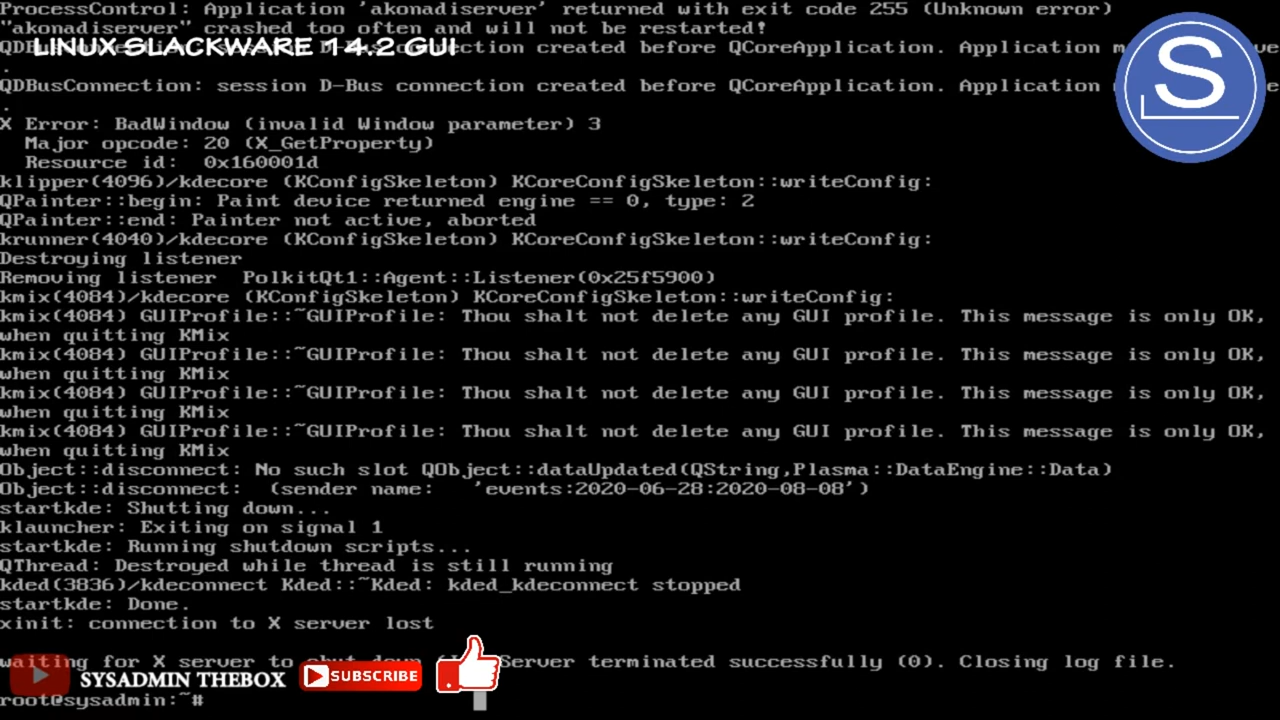 ProcessControl: Application 'akonadiserver' returned with exit code 255 (Unknown error)
"akonadiserver" crashed too often and will not be restarted!
LINUX SLACKWARE 14.2 GUI
connection created before QCoreApplication. Application
.
QDBusConnection: session D-Bus connection created before QCoreApplication. Application
.
S
X Error: BadWindow (invalid Window parameter) 3
Major opcode: 20 (X_GetProperty)
Resource id: 0x160001d
klipper(4096)/kdecore (KConfigSkeleton) KCoreConfigSkeleton::writeConfig:
QPainter::begin: Paint device returned engine == 0, type: 2
QPainter::end: Painter not active, aborted
krunner(4040)/kdecore (KConfigSkeleton) KCoreConfigSkeleton::writeConfig:
Destroying listener
Removing listener PolkitQt1::Agent::Listener(0x25f5900)
kmix(4084)/kdecore (KConfigSkeleton) KCoreConfigSkeleton::writeConfig:
kmix(4084) GUIProfile::~GUIProfile: Thou shalt not delete any GUI profile. This message is only OK,
when quitting KMix
kmix(4084) GUIProfile::~GUIProfile: Thou shalt not delete any GUI profile. This message is only OK,
when quitting KMix
kmix(4084) GUIProfile::~GUIProfile: Thou shalt not delete any GUI profile. This message is only OK,
when quitting KMix
kmix(4084) GUIProfile::~GUIProfile: Thou shalt not delete any GUI profile. This message is only OK,
when quitting KMix
Object::disconnect: No such slot QObject::dataUpdated(QString,Plasma::DataEngine::Data)
Object::disconnect: (sender name: 'events:2020-06-28:2020-08-08')
startkde: Shutting down...
klauncher: Exiting on signal 1
startkde: Running shutdown scripts...
QThread: Destroyed while thread is still running
kded(3836)/kdeconnect Kded::~Kded: kded_kdeconnect stopped
startkde: Done.
xinit: connection to X server lost
waiting for X server to shut down Server terminated successfully (0). Closing log file.
SYSADMIN THEBOX
SUBSCRIBE
root@sysadmin:~#